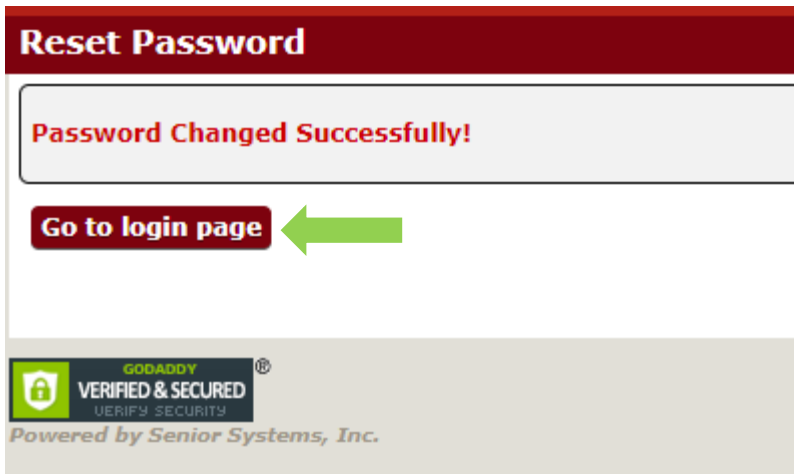 Reset Password
Password Changed Successfully!
Go to login page
GODADDY
®
VERIFIED & SECURED
VERIFY SECURITY
Powered by Senior Systems, Inc.